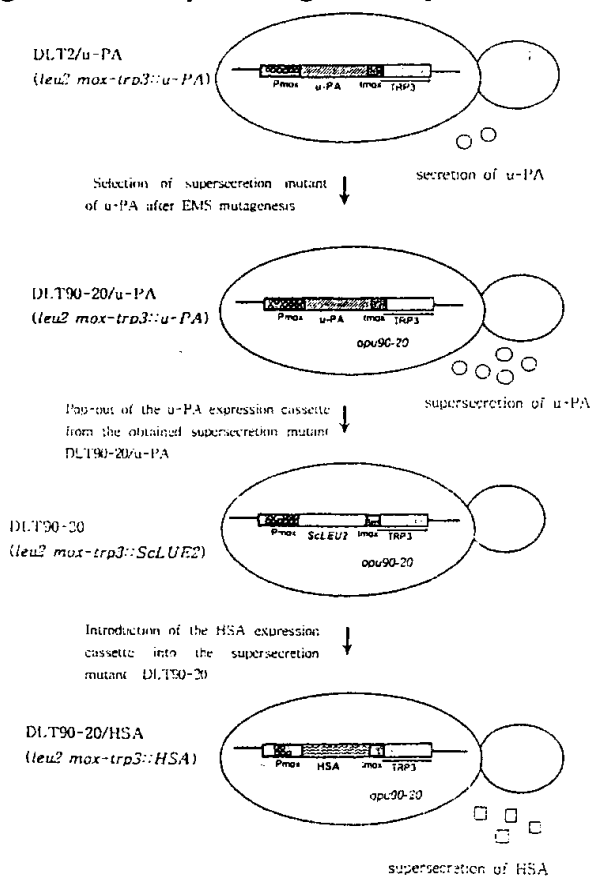 DLT2/u-PA
(leu2 mox-trp3::u-PA)
Pmox u-PA tmox TRP3
secretion of u-PA
Selection of supersecretion mutant
of u-PA after EMS mutagenesis
DLT90-20/u-PA
(leu2 mox-trp3::u-PA)
Pmox u-PA tmox TRP3
opu90-20
supersecretion of u-PA
Pop-out of the u-PA expression cassette
from the obtained supersecretion mutant
DLT90-20/u-PA
DLT90-20
(leu2 mox-trp3::ScLUE2)
Pmox ScLEU2 tmox TRP3
opu90-20
Introduction of the HSA expression
cassette into the supersecretion
mutant DLT90-20
DLT90-20/HSA
(leu2 mox-trp3::HSA)
Pmox HSA tmox TRP3
opu90-20
supersecretion of HSA